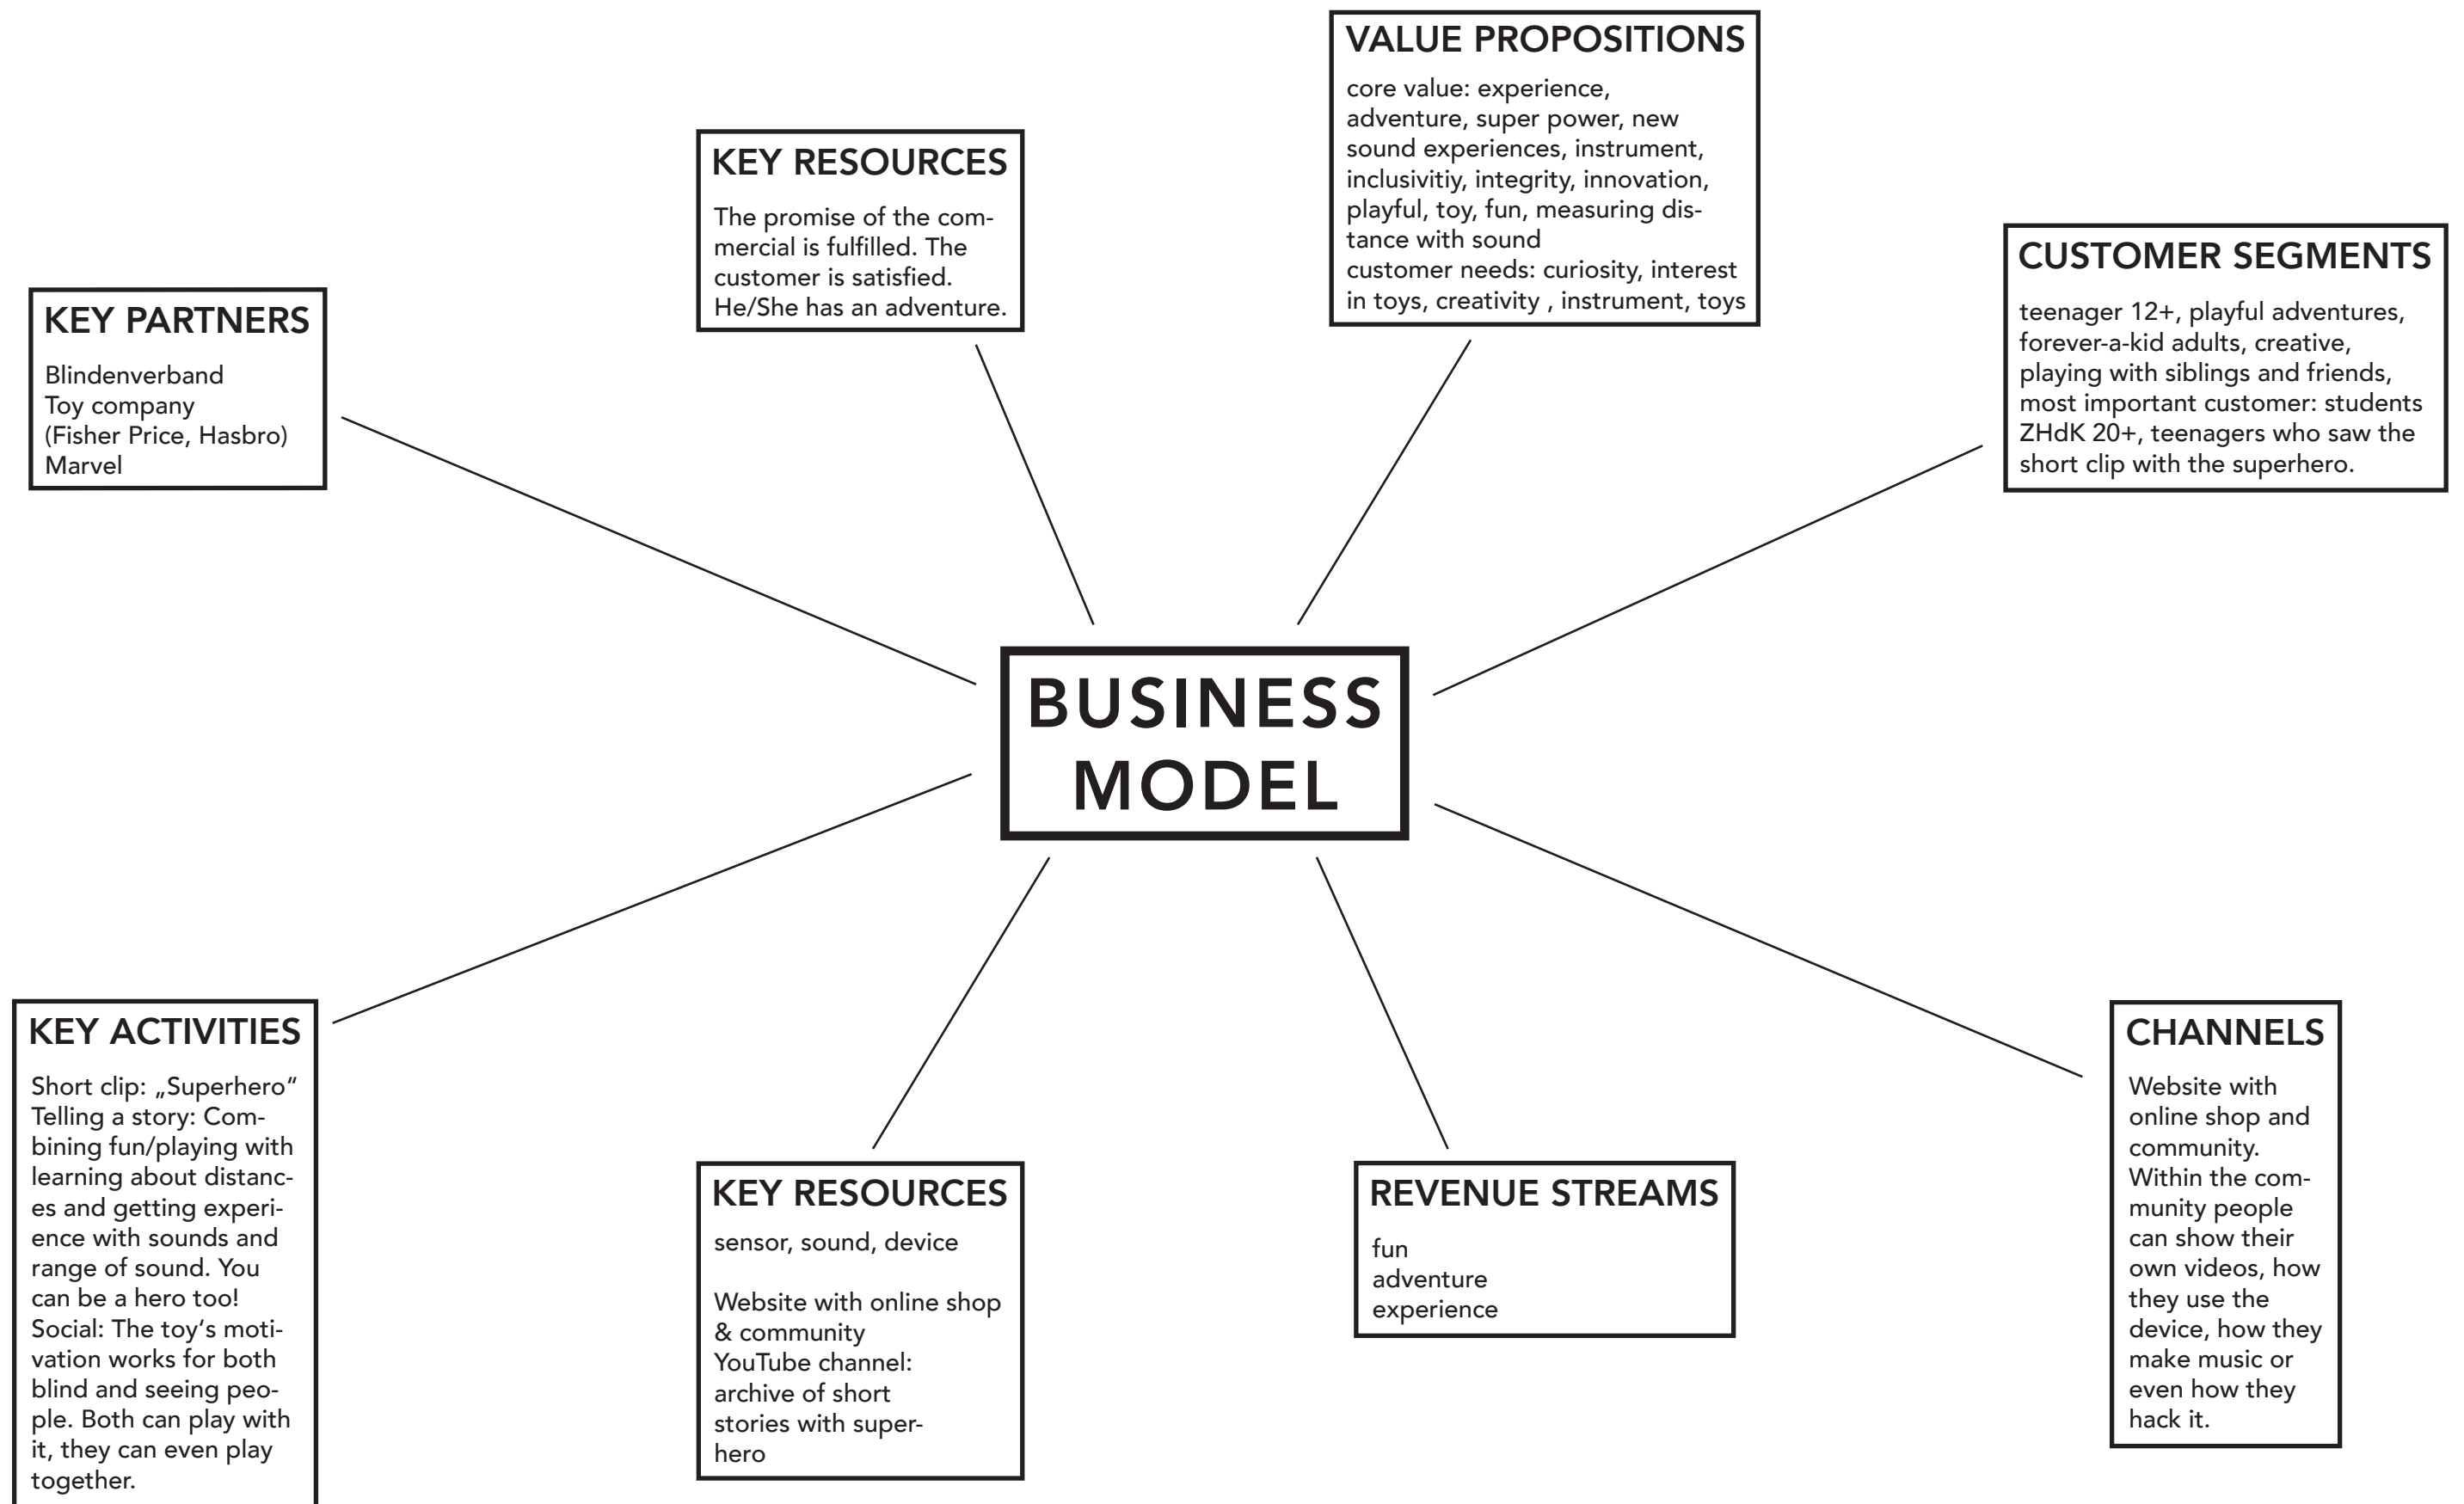 VALUE PROPOSITIONS
core value: experience,
adventure, super power, new
sound experiences, instrument,
inclusivitiy, integrity, innovation,
playful, toy, fun, measuring dis-
tance with sound
customer needs: curiosity, interest
in toys, creativity , instrument, toys
KEY RESOURCES
The promise of the com-
mercial is fulfilled. The
customer is satisfied.
He/She has an adventure.
CUSTOMER SEGMENTS
teenager 12+, playful adventures,
forever-a-kid adults, creative,
playing with siblings and friends,
most important customer: students
ZHdK 20+, teenagers who saw the
short clip with the superhero.
KEY PARTNERS
Blindenverband
Toy company
(Fisher Price, Hasbro)
Marvel
BUSINESS
MODEL
KEY ACTIVITIES
Short clip: „Superhero“
Telling a story: Com-
bining fun/playing with
learning about distanc-
es and getting experi-
ence with sounds and
range of sound. You
can be a hero too!
Social: The toy‘s moti-
vation works for both
blind and seeing peo-
ple. Both can play with
it, they can even play
together.
KEY RESOURCES
sensor, sound, device
Website with online shop
& community
YouTube channel:
archive of short
stories with super-
hero
REVENUE STREAMS
fun
adventure
experience
CHANNELS
Website with
online shop and
community.
Within the com-
munity people
can show their
own videos, how
they use the
device, how they
make music or
even how they
hack it.